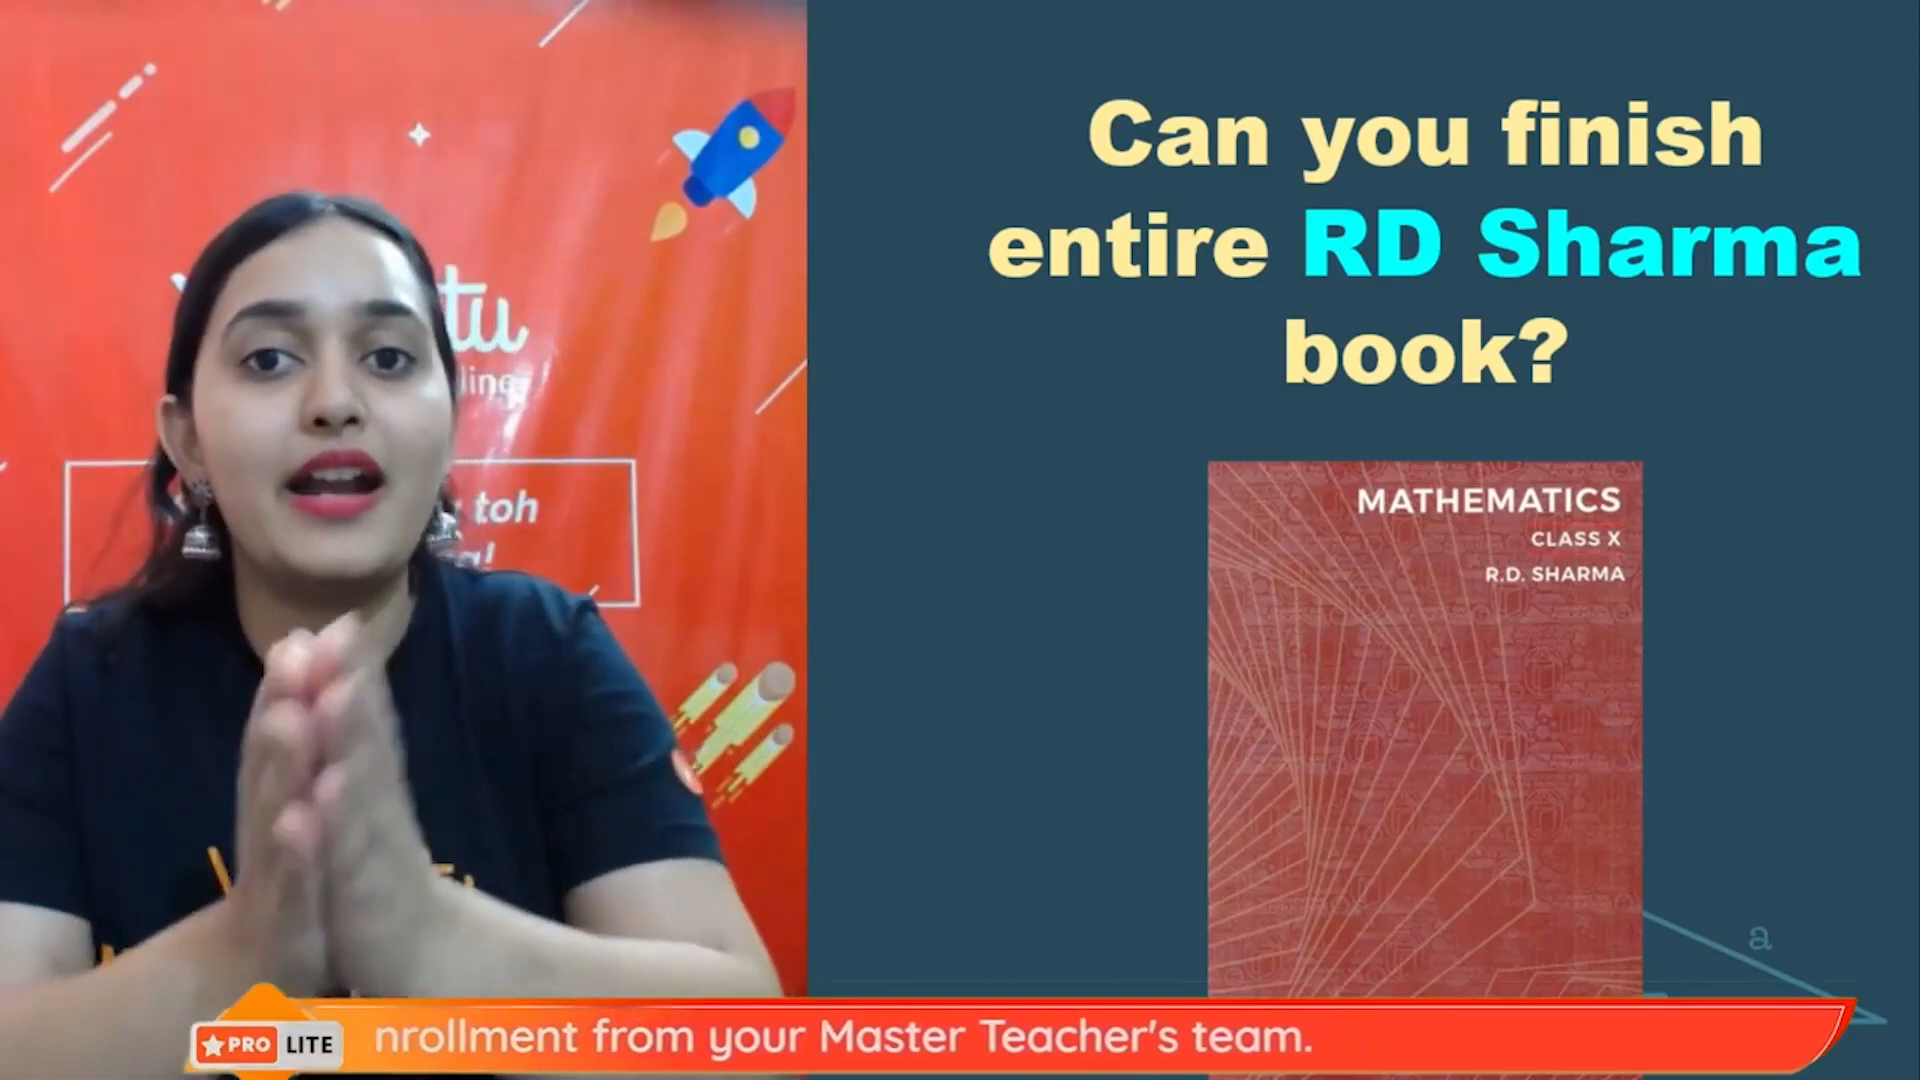 Can you finish
entire RD Sharma
book?
MATHEMATICS
CLASS X
R.D. SHARMA
toh
a
PRO LITE
nrollment from your Master Teacher's team.